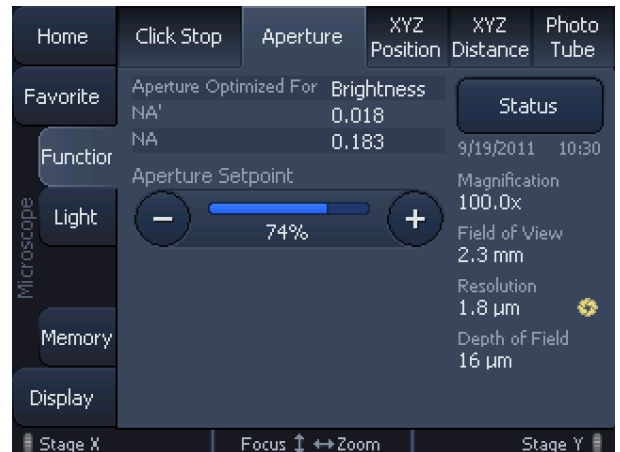 Home
Click Stop
Aperture
XYZ Position
XYZ Distance
Photo Tube
Favorite
Function
Light
Microscope
Memory
Display
Aperture Optimized For Brightness
NA' 0.018
NA 0.183
Aperture Setpoint
− 74% +
Status
9/19/2011 10:30
Magnification
100.0x
Field of View
2.3 mm
Resolution
1.8 µm
Depth of Field
16 µm
Stage X
Focus ↕ ↔ Zoom
Stage Y